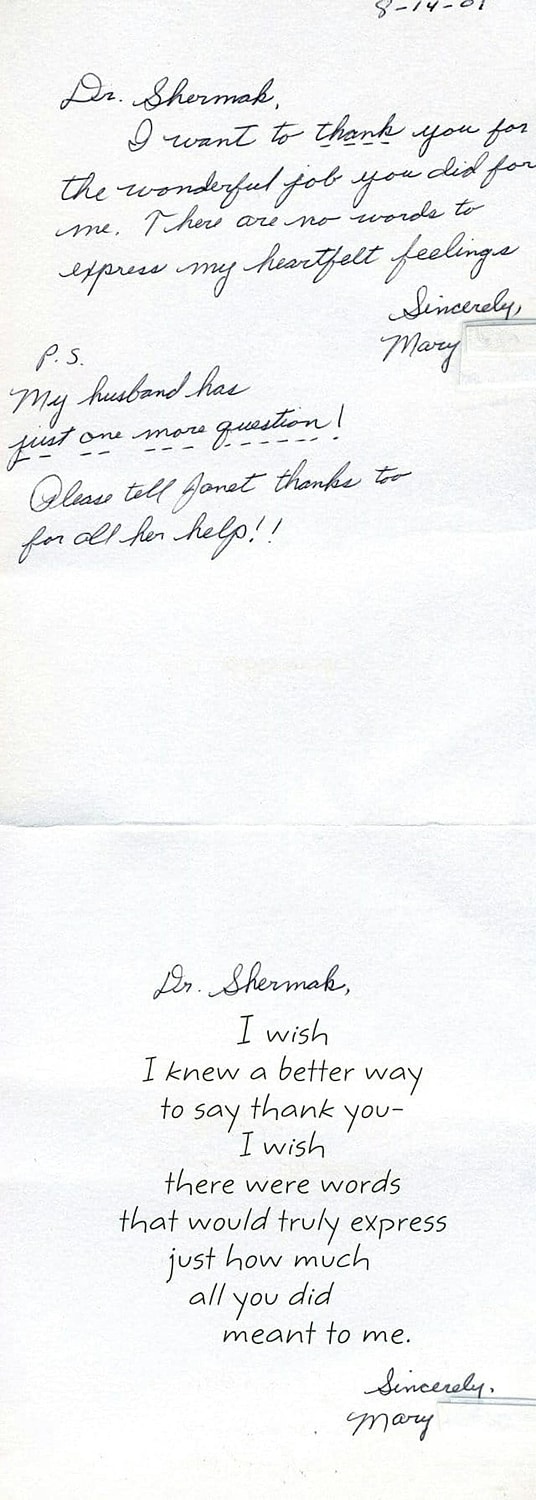 8-14-01
Dr. Shermak,
I want to thank you for
the wonderful job you did for
me. There are no words to
express my heartfelt feelings
Sincerely,
Mary
P.S.
My husband has
just one more question!
Please tell Janet thanks too
for all her help!!
Dr. Shermak,
I wish
I knew a better way
to say thank you-
I wish
there were words
that would truly express
just how much
all you did
meant to me.
Sincerely,
Mary